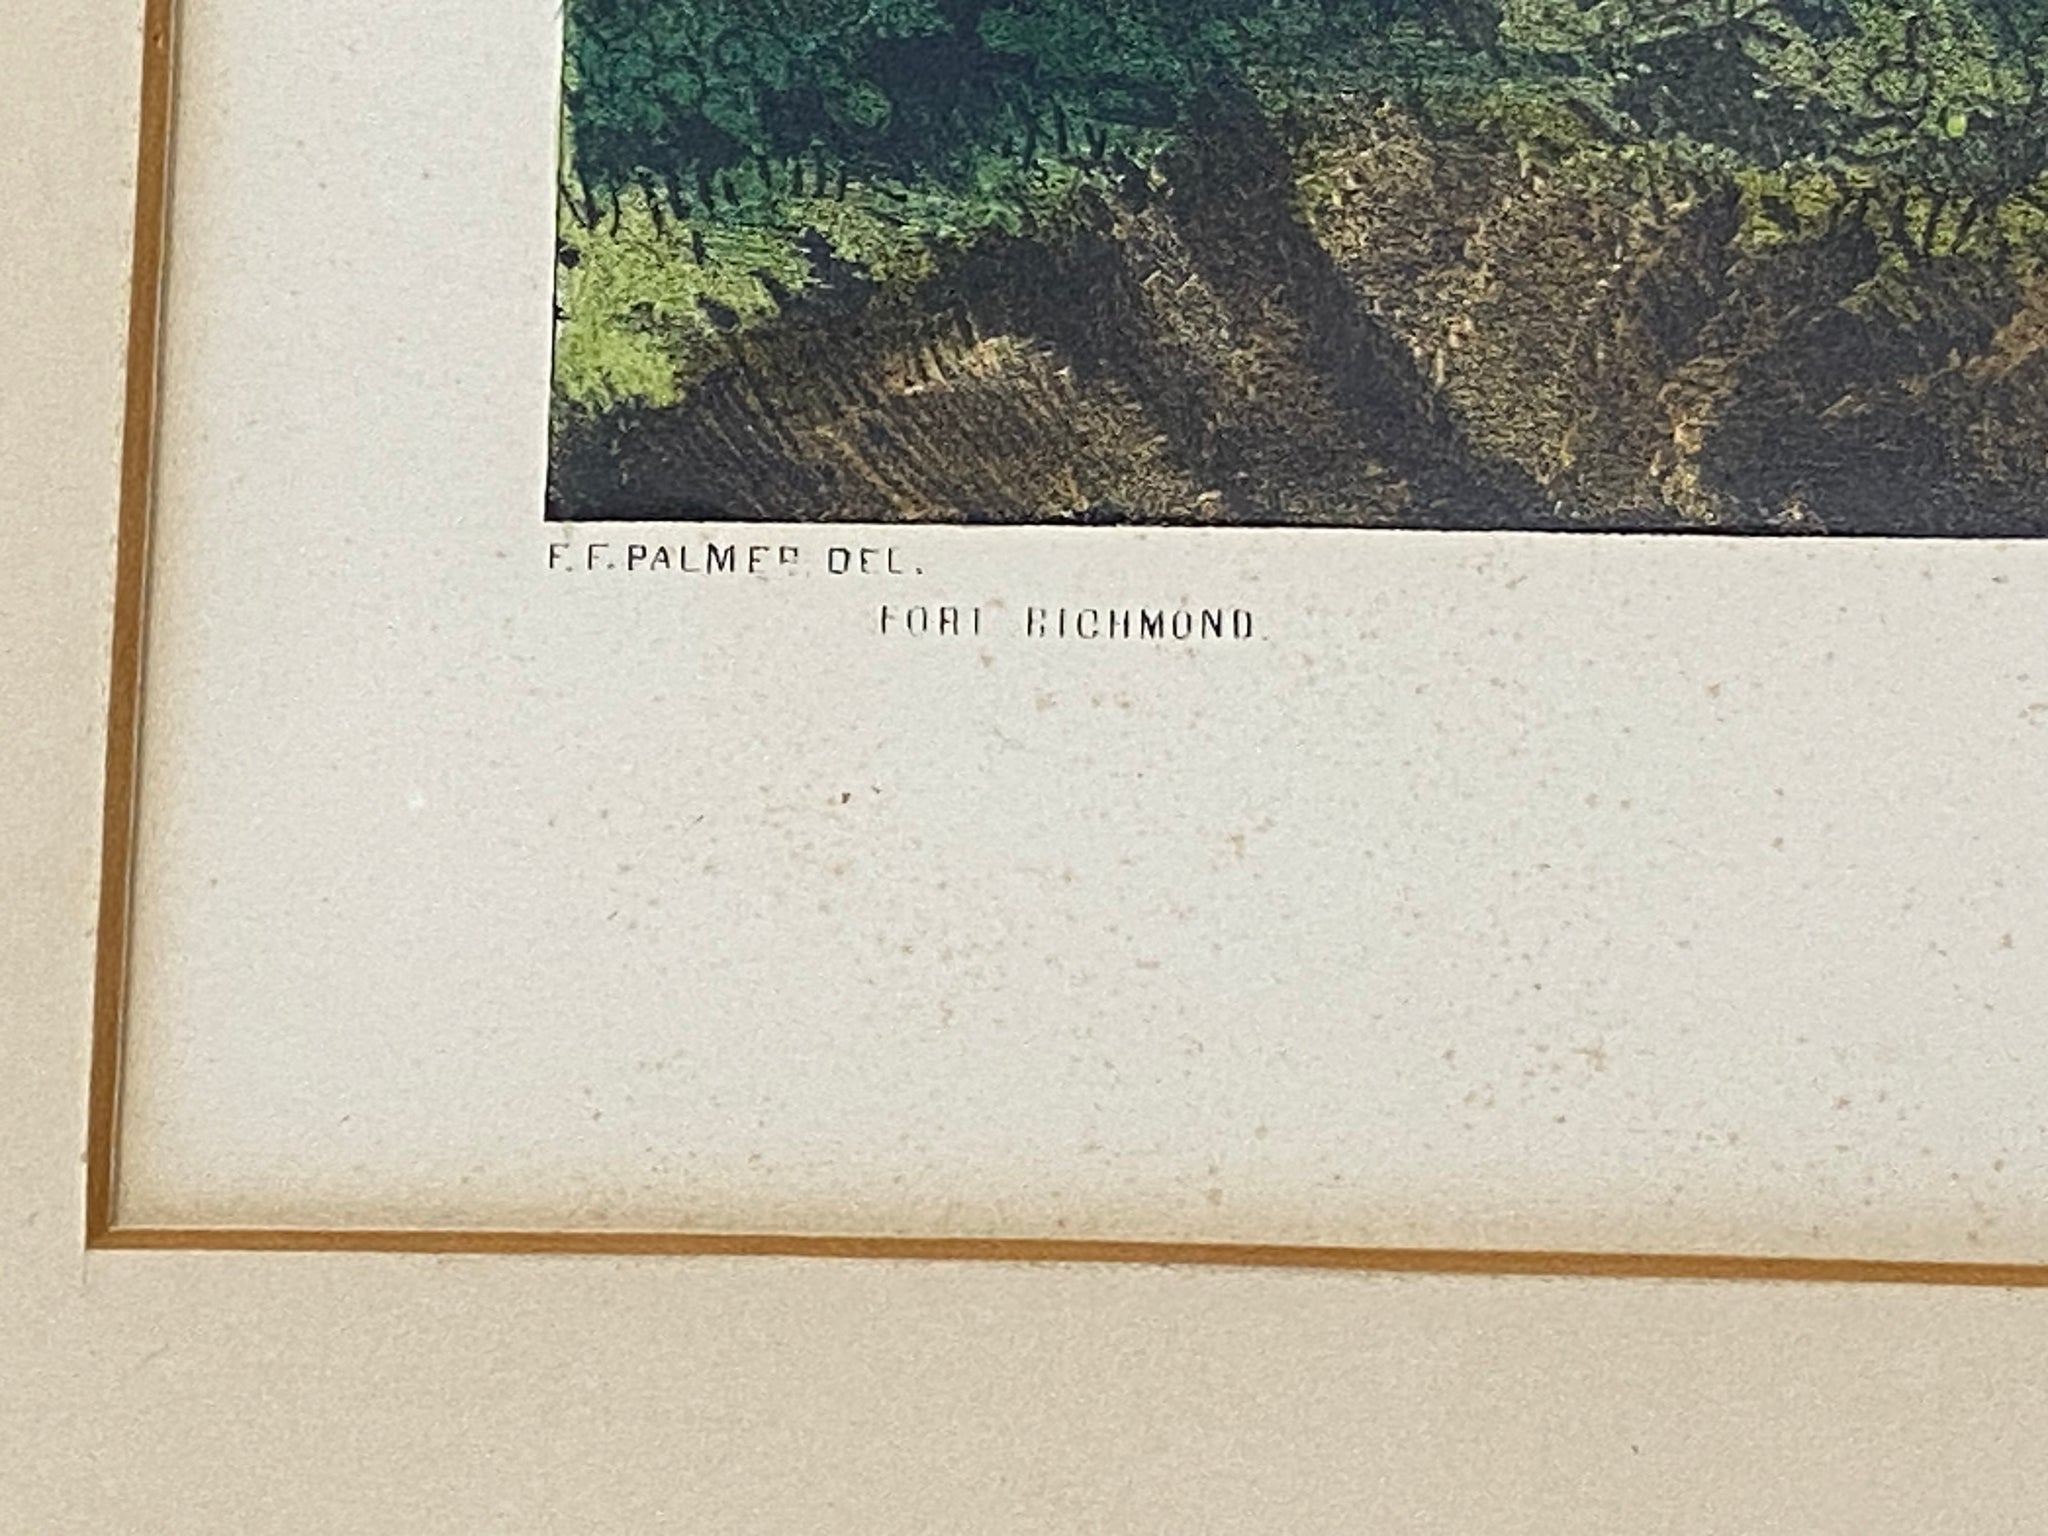 F. F. PALMER DEL.
FORT RICHMOND.